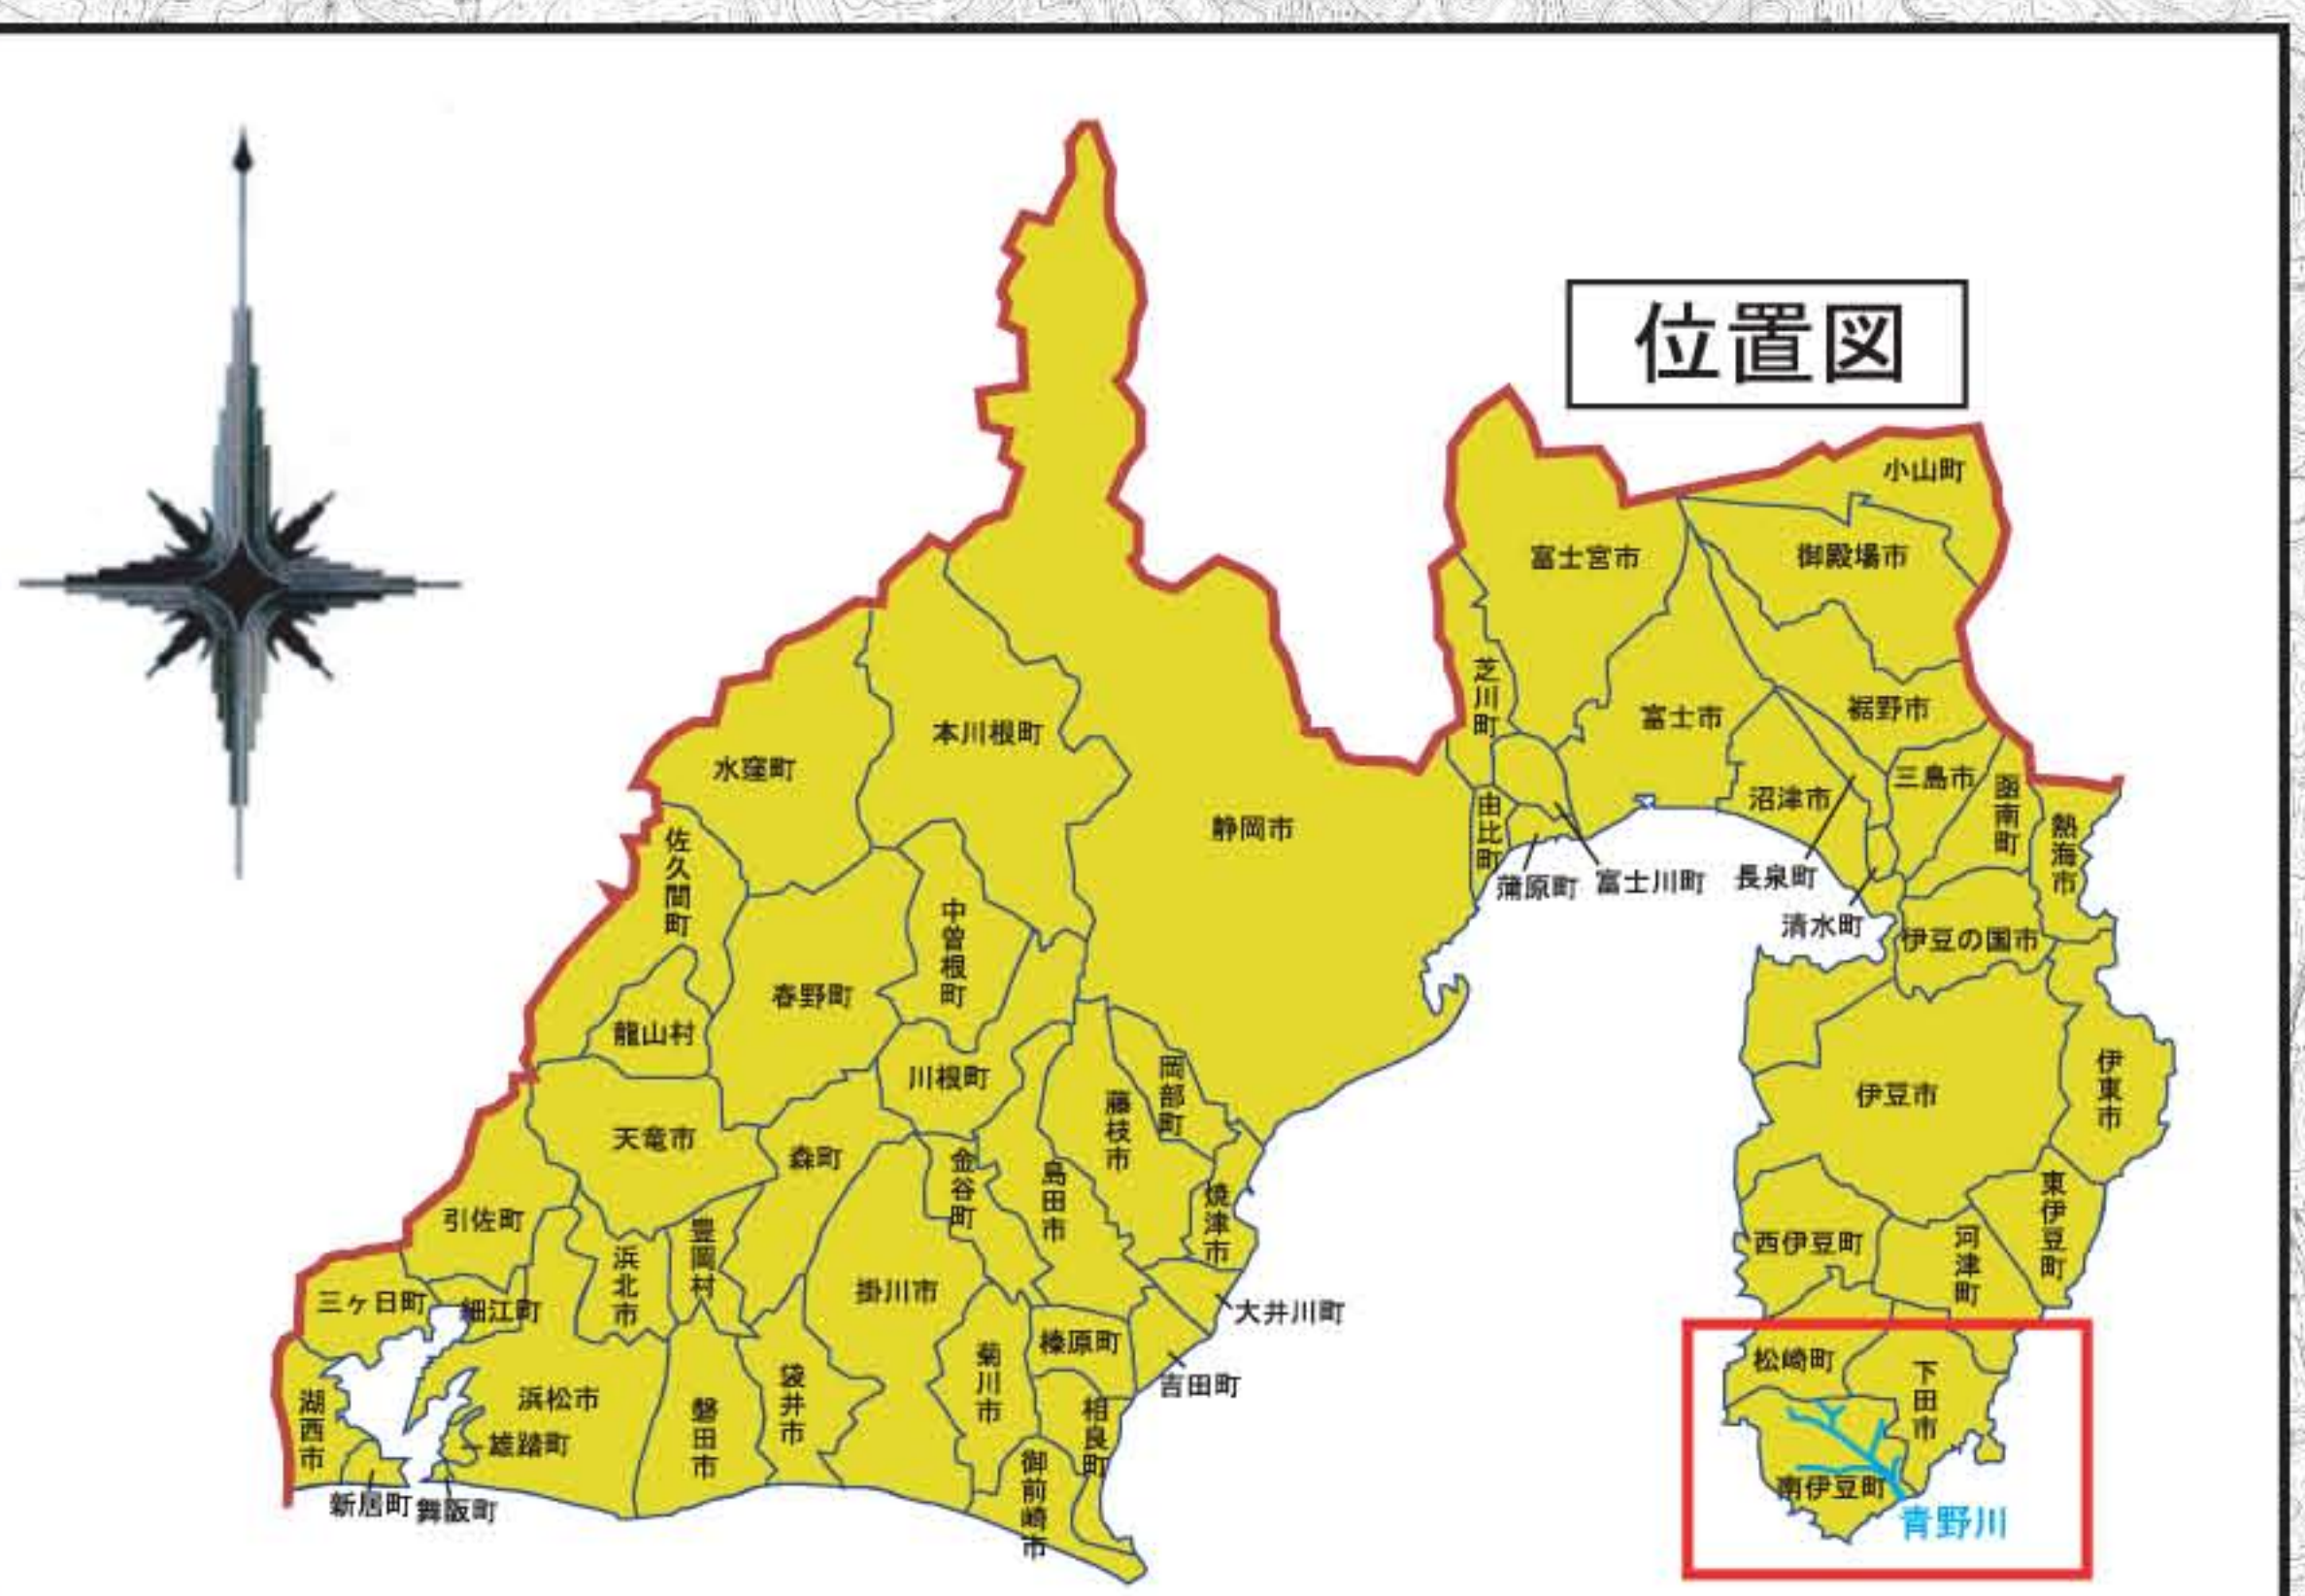 位置図
小山町
富士宮市
御殿場市
芝川町
富士市
裾野市
本川根町
水窪町
三島市
沼津市
函南町
静岡市
由比町
熱海市
佐久間町
蒲原町
富士川町
長泉町
清水町
伊豆の国市
中曽根町
春野町
龍山村
川根町
岡部町
藤枝市
伊豆市
伊東市
天竜市
森町
金谷町
島田市
焼津市
東伊豆町
引佐町
豊岡村
西伊豆町
河津町
浜北市
掛川市
三ヶ日町
細江町
大井川町
榛原町
松崎町
菊川市
吉田町
下田市
湖西市
浜松市
磐田市
袋井市
相良町
雄踏町
御前崎市
南伊豆町
新居町
舞阪町
青野川